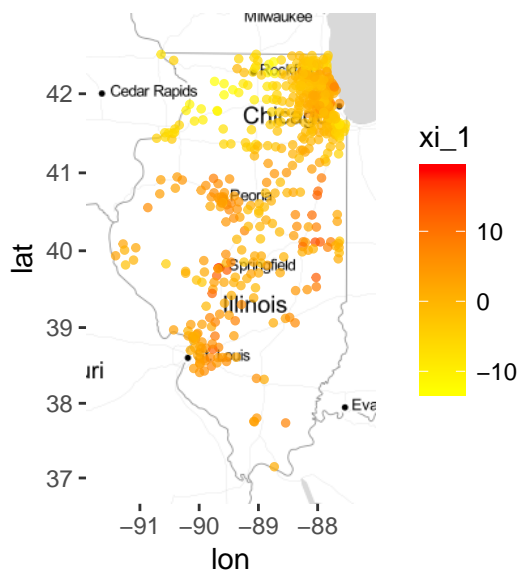 Milwaukee
Rockf
Cedar Rapids
Chicago
Peoria
Springfield
Illinois
St Louis
uri
Eva
42
41
40
39
38
37
lat
−91
−90
−89
−88
lon
xi_1
10
0
−10